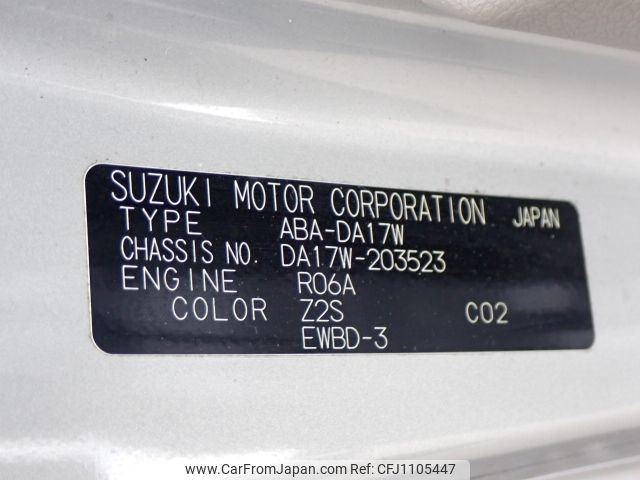 SUZUKI MOTOR CORPORATION JAPAN
TYPE ABA-DA17W
CHASSIS NO. DA17W-203523
ENGINE R06A
COLOR Z2S C02
EWBD-3
www.CarFromJapan.com REF:CFJ1105447